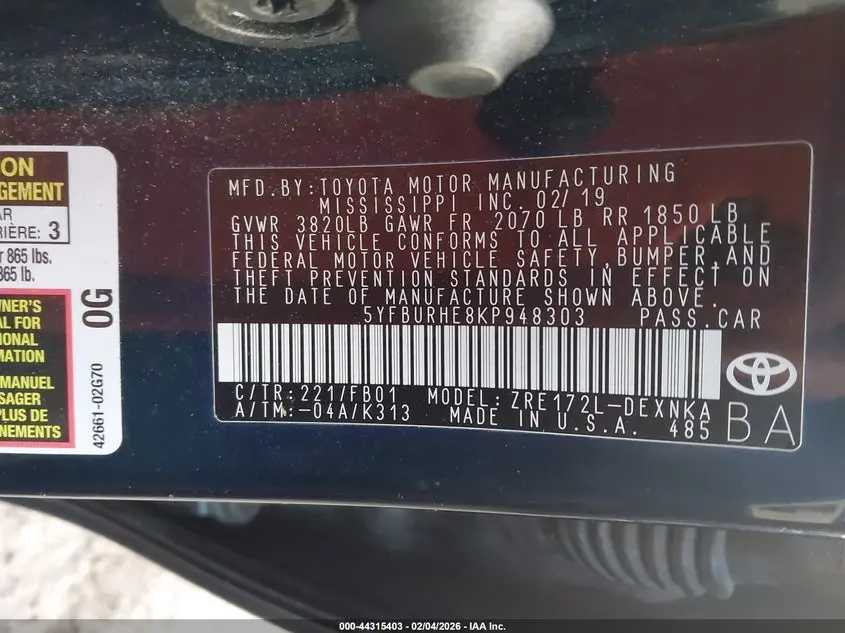 ON
GEMENT
AR
RIÈRE: 3
r 865 lbs.
865 lb.
WNER'S
AL FOR
IONAL
MATION
MANUEL
SAGER
PLUS DE
NEMENTS
0G
42661-02G70
MFD.BY:TOYOTA MOTOR MANUFACTURING
MISSISSIPPI INC. 02/19
GVWR 3820LB GAWR FR 2070 LB RR 1850 LB
THIS VEHICLE CONFORMS TO ALL APPLICABLE
FEDERAL MOTOR VEHICLE SAFETY, BUMPER,AND
THEFT PREVENTION STANDARDS IN EFFECT ON
THE DATE OF MANUFACTURE SHOWN ABOVE.
5YFBURHE8KP948303 PASS.CAR
C/TR:221/FB01 MODEL:ZRE172L-DEXNKA
A/TM:-04A/K313 MADE IN U.S.A. 485
BA
000-44315403 - 02/04/2026 - IAA Inc.